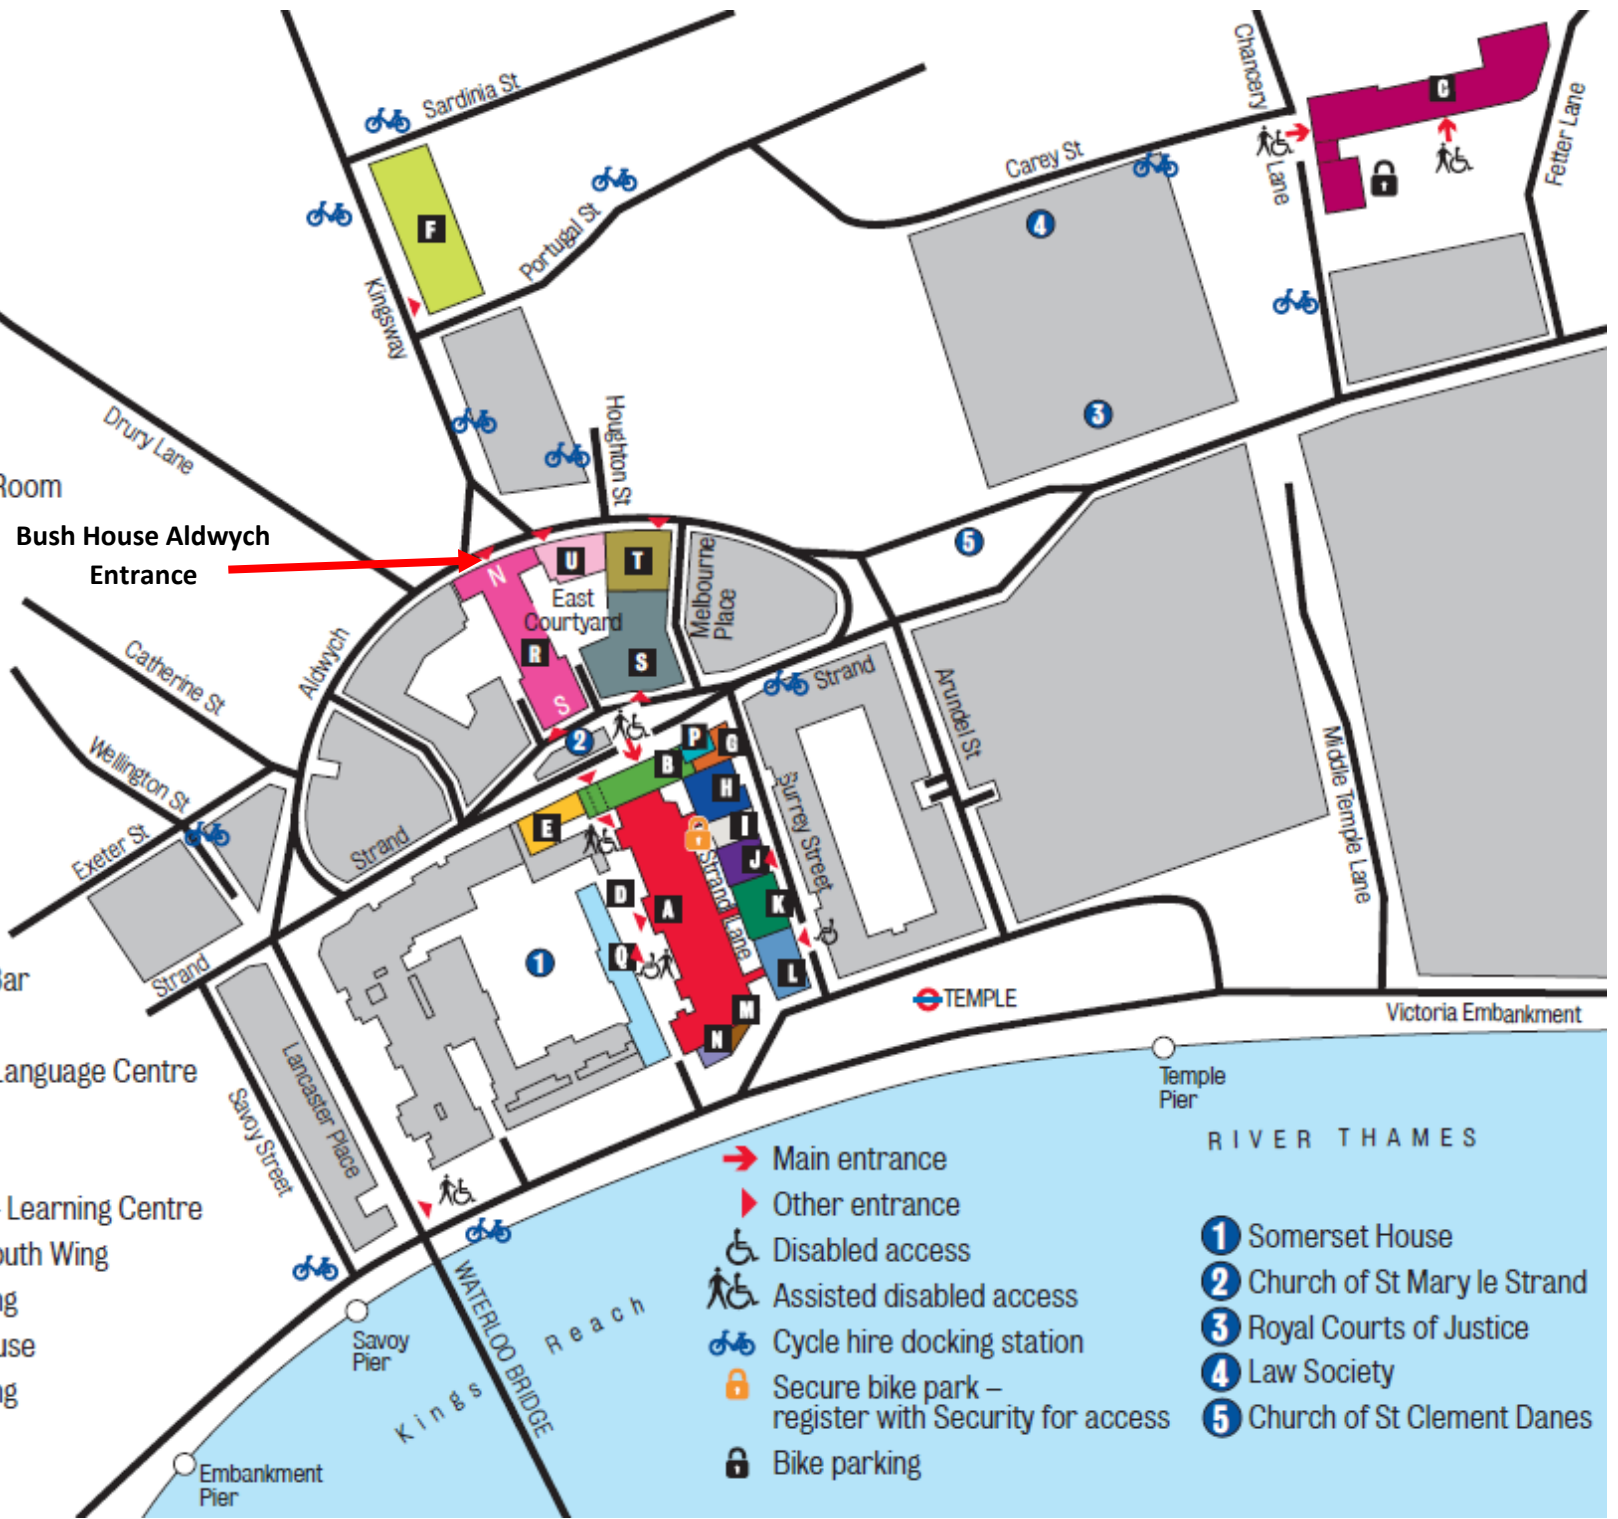 Sardinia St
Chancery
Lane
C
Fetter Lane
Carey St
4
F
Portugal St
Kingsway
Drury Lane
Houghton St
3
Room
Bush House Aldwych
Entrance
5
N
U
T
East
Courtyard
Melbourne
Place
R
S
S
Aldwych
Catherine St
Strand
Arundel St
Wellington St
2
P
G
B
H
Middle Temple Lane
Exeter St
E
I
Surrey Street
Strand
J
Strand Lane
D
A
K
Q
L
1
Strand
Bar
M
N
TEMPLE
Victoria Embankment
Language Centre
Lancaster Place
Savoy Street
Temple
Pier
RIVER THAMES
Main entrance
Other entrance
Disabled access
Assisted disabled access
Cycle hire docking station
Secure bike park –
register with Security for access
Bike parking
1 Somerset House
2 Church of St Mary le Strand
3 Royal Courts of Justice
4 Law Society
5 Church of St Clement Danes
- Learning Centre
outh Wing
ng
use
ng
WATERLOO BRIDGE
Kings Reach
Savoy
Pier
Embankment
Pier